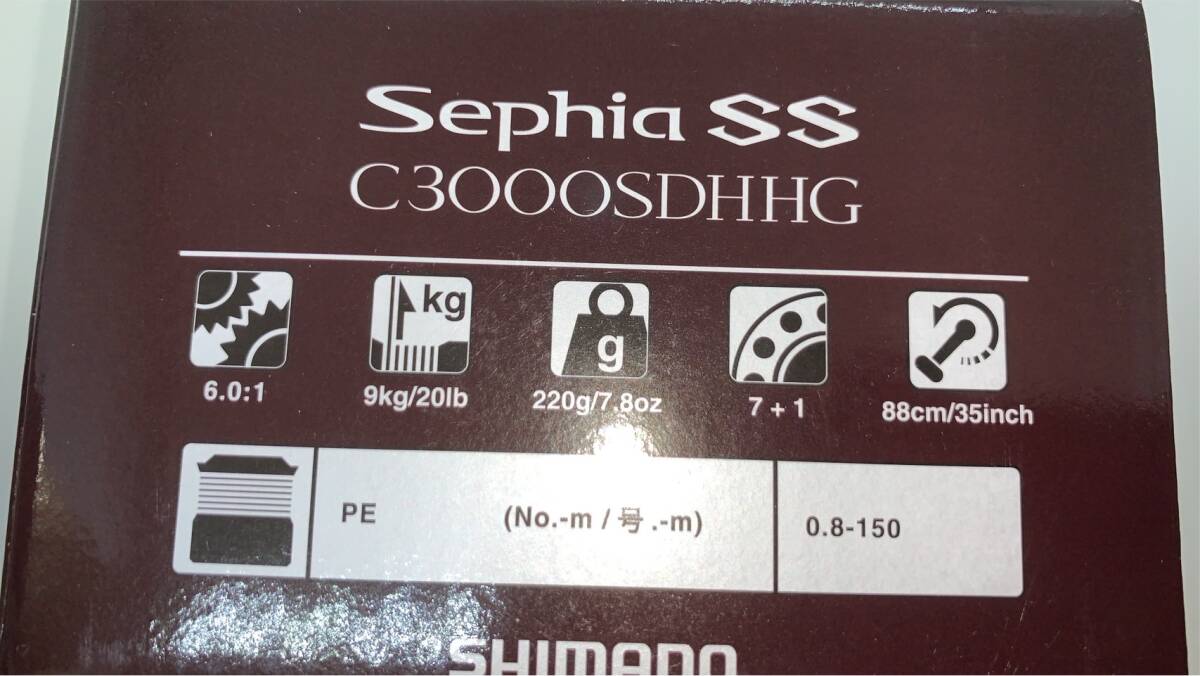 Sephia SS
C3000SDHHG
kg
g
6.0:1 9kg/20lb 220g/7.8oz 7 + 1 88cm/35inch
PE (No.-m / 号.-m) 0.8-150
SHIMANO